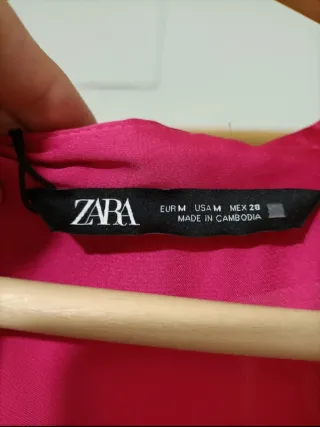 ZARA
EUR M USA M MEX 28
MADE IN CAMBODIA